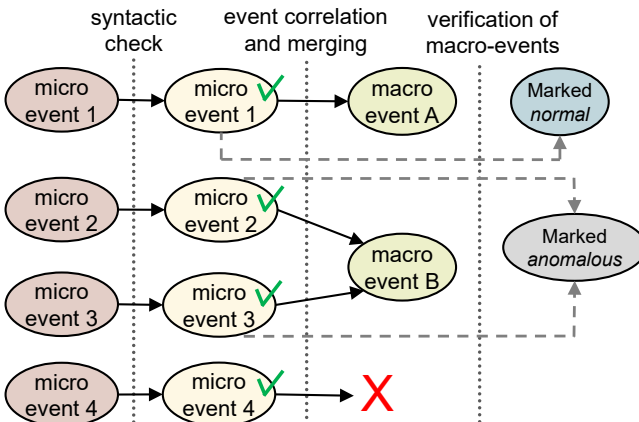 syntactic
check
event correlation
and merging
verification of
macro-events
micro
event 1
micro
event 1
macro
event A
Marked
normal
micro
event 2
micro
event 2
micro
event 3
micro
event 3
macro
event B
Marked
anomalous
micro
event 4
micro
event 4
X